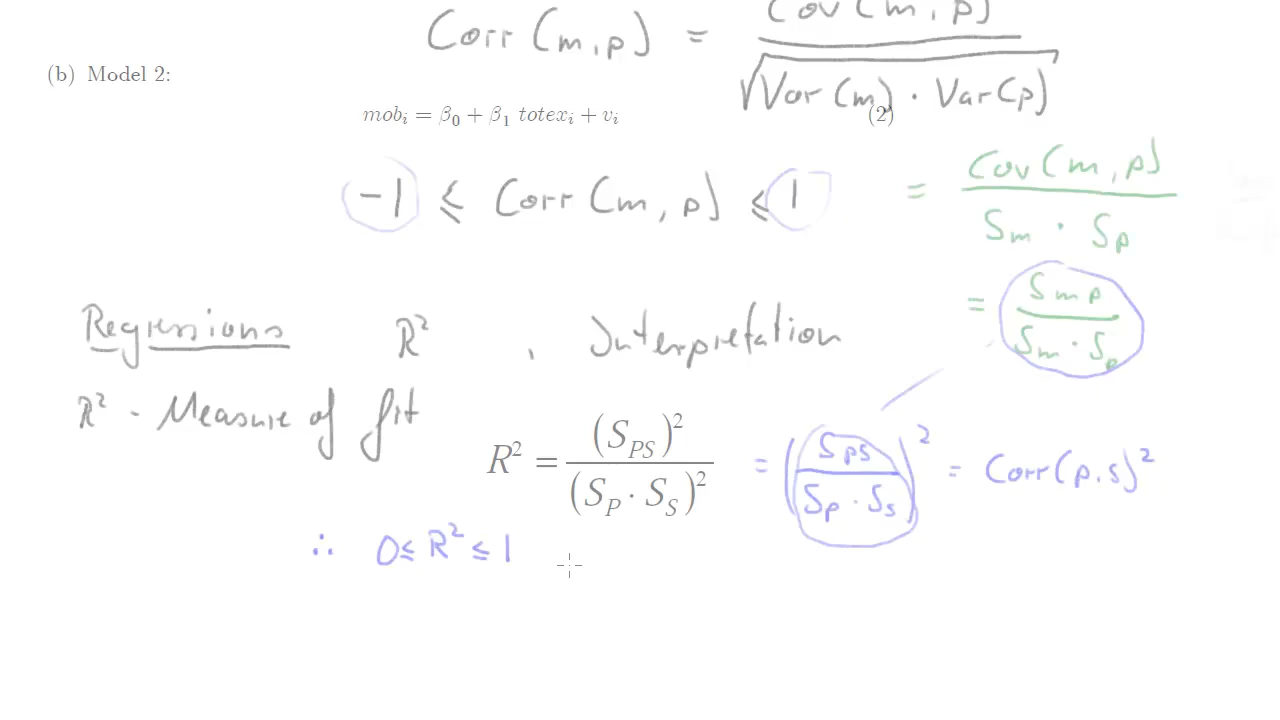 Corr (m,p) = Cov (m,p) / √Var (m) · Var (p)
(b) Model 2:
mob_i = β_0 + β_1 totex_i + v_i (2)
-1 ≤ Corr (m, p) ≤ 1 = Cov (m, p) / S_m · S_p
= S_mp / S_m · S_p
Regressions R² , Interpretation
R² - Measure of fit
R² = (S_PS)² / (S_P · S_S)² = (S_ps / S_p · S_s)² = Corr(p.s)²
∴ 0 ≤ R² ≤ 1